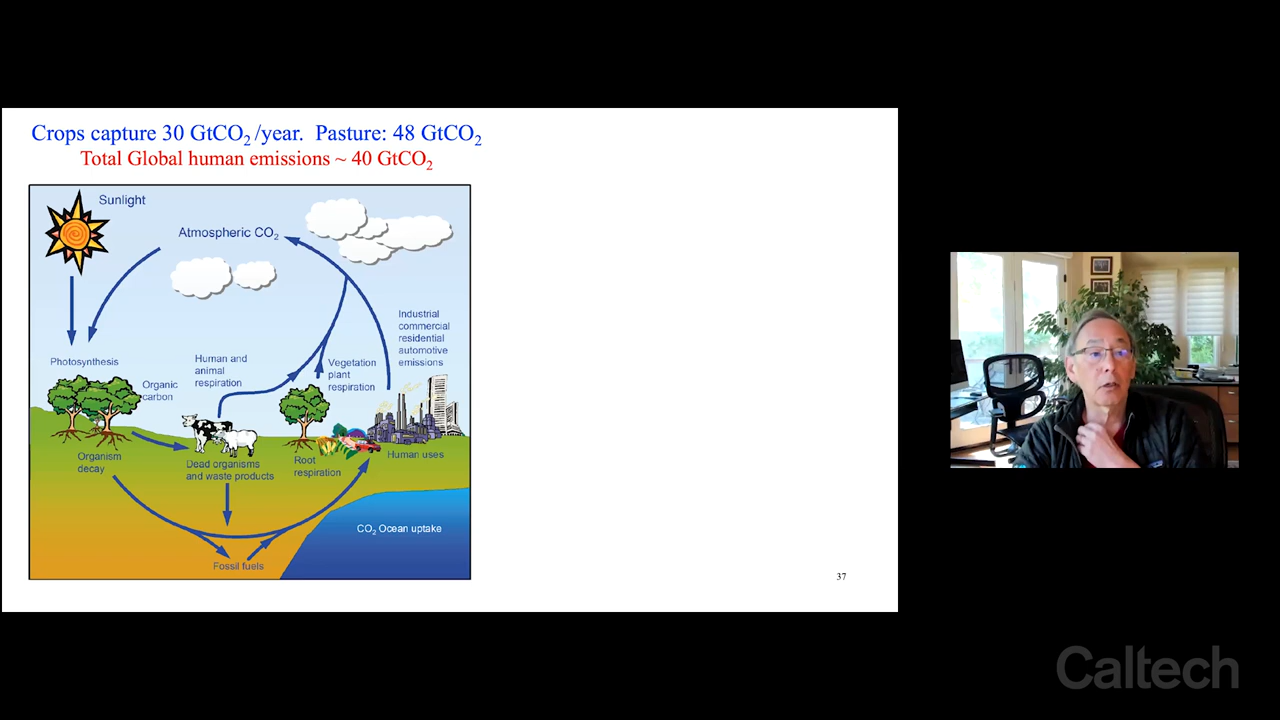 Crops capture 30 GtCO2 /year. Pasture: 48 GtCO2
Total Global human emissions ~ 40 GtCO2
Sunlight
Atmospheric CO2
Industrial
commercial
residential
automotive
emissions
Photosynthesis
Human and
animal
respiration
Vegetation
plant
respiration
Organic
carbon
Organism
decay
Dead organisms
and waste products
Root
respiration
Human uses
CO2 Ocean uptake
Fossil fuels
37
Caltech